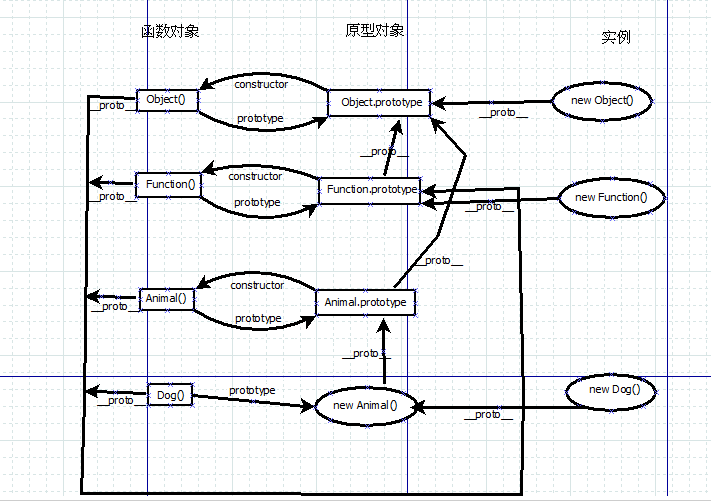 函数对象
原型对象
实例
Object()
constructor
prototype
Object.prototype
__proto__
new Object()
__proto__
__proto__
Function()
constructor
prototype
Function.prototype
__proto__
new Function()
__proto__
__proto__
Animal()
constructor
prototype
Animal.prototype
__proto__
__proto__
Dog()
prototype
new Animal()
new Dog()
__proto__
__proto__
__proto__